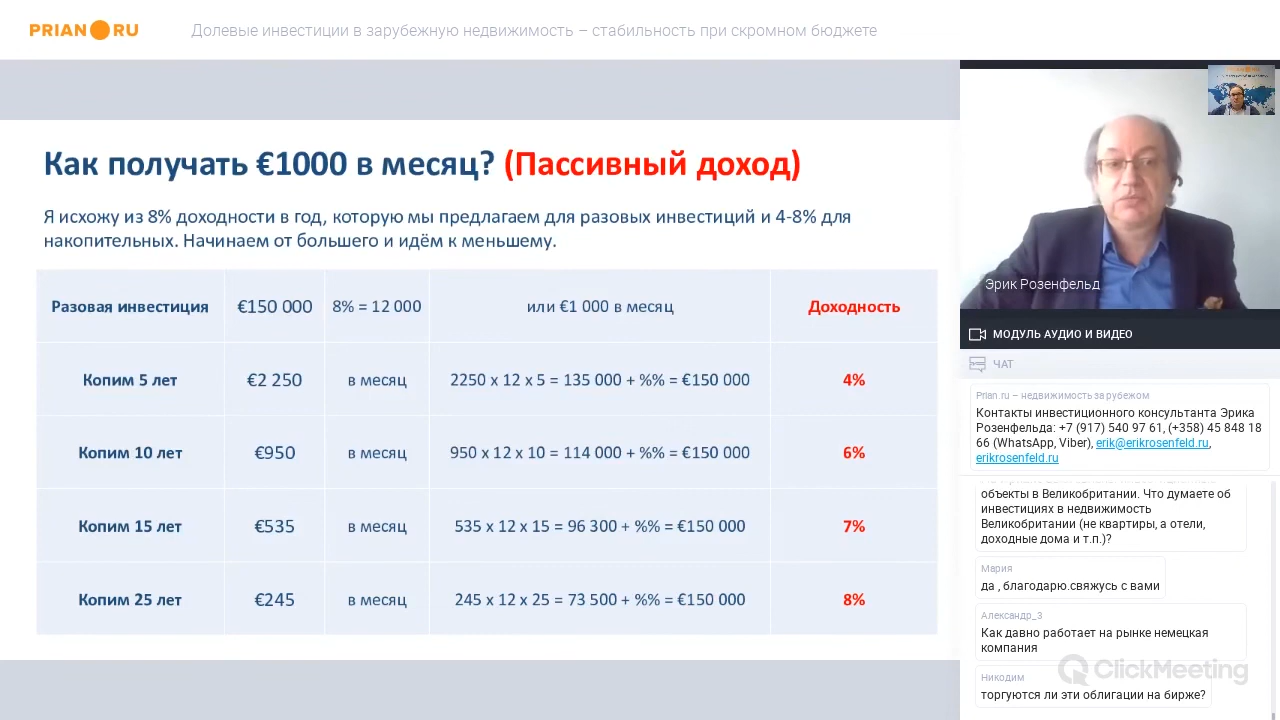 PRIAN RU
Долевые инвестиции в зарубежную недвижимость – стабильность при скромном бюджете
Как получать €1000 в месяц? (Пассивный доход)
Я исхожу из 8% доходности в год, которую мы предлагаем для разовых инвестиций и 4-8% для
накопительных. Начинаем от большего и идём к меньшему.
Разовая инвестиция €150 000 8% = 12 000 или €1 000 в месяц Доходность
Копим 5 лет €2 250 в месяц 2250 x 12 x 5 = 135 000 + %% = €150 000 4%
Копим 10 лет €950 в месяц 950 x 12 x 10 = 114 000 + %% = €150 000 6%
Копим 15 лет €535 в месяц 535 x 12 x 15 = 96 300 + %% = €150 000 7%
Копим 25 лет €245 в месяц 245 x 12 x 25 = 73 500 + %% = €150 000 8%
Эрик Розенфельд
МОДУЛЬ АУДИО И ВИДЕО
ЧАТ
Prian.ru – недвижимость за рубежом
Контакты инвестиционного консультанта Эрика
Розенфельда: +7 (917) 540 97 61, (+358) 45 848 18
66 (WhatsApp, Viber), erik@erikrosenfeld.ru,
erikrosenfeld.ru
объекты в Великобритании. Что думаете об
инвестициях в недвижимость
Великобритании (не квартиры, а отели,
доходные дома и т.п.)?
Мария
да , благодарю.свяжусь с вами
Александр_3
Как давно работает на рынке немецкая
компания
ClickMeeting
Никодим
торгуются ли эти облигации на бирже?